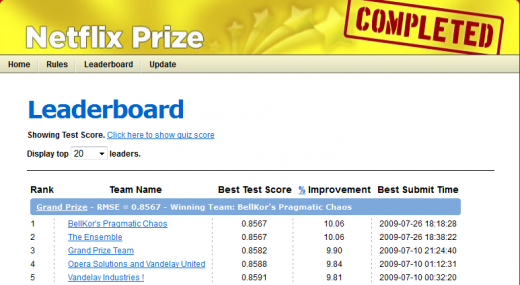 Netflix Prize
COMPLETED
Home Rules Leaderboard Update
Leaderboard
Showing Test Score. Click here to show quiz score
Display top 20 leaders.
Rank Team Name Best Test Score % Improvement Best Submit Time
Grand Prize - RMSE = 0.8567 - Winning Team: BellKor's Pragmatic Chaos
1 BellKor's Pragmatic Chaos 0.8567 10.06 2009-07-26 18:18:28
2 The Ensemble 0.8567 10.06 2009-07-26 18:38:22
3 Grand Prize Team 0.8582 9.90 2009-07-10 21:24:40
4 Opera Solutions and Vandelay United 0.8588 9.84 2009-07-10 01:12:31
5 Vandelay Industries ! 0.8591 9.81 2009-07-10 00:32:20